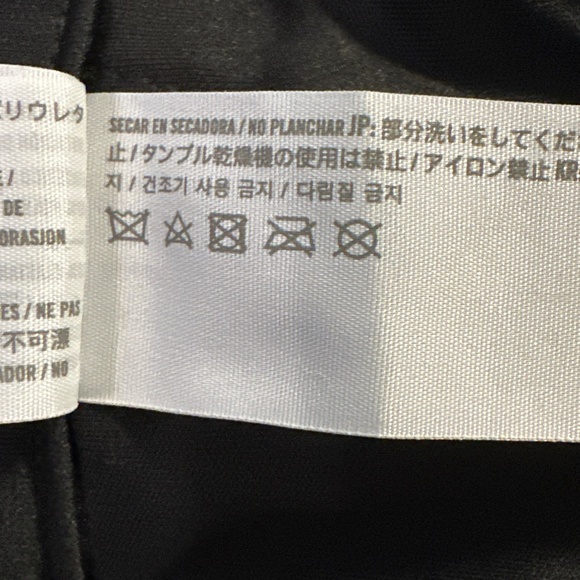 ポリウレタ
E /
DE
ORASJON
ES / NE PAS
不可漂
ADOR / NO
SECAR EN SECADORA / NO PLANCHAR JP: 部分洗いをしてくだ
止/タンブル乾燥機の使用は禁止/アイロン禁止 KR:
지 / 건조기 사용 금지 / 다림질 금지